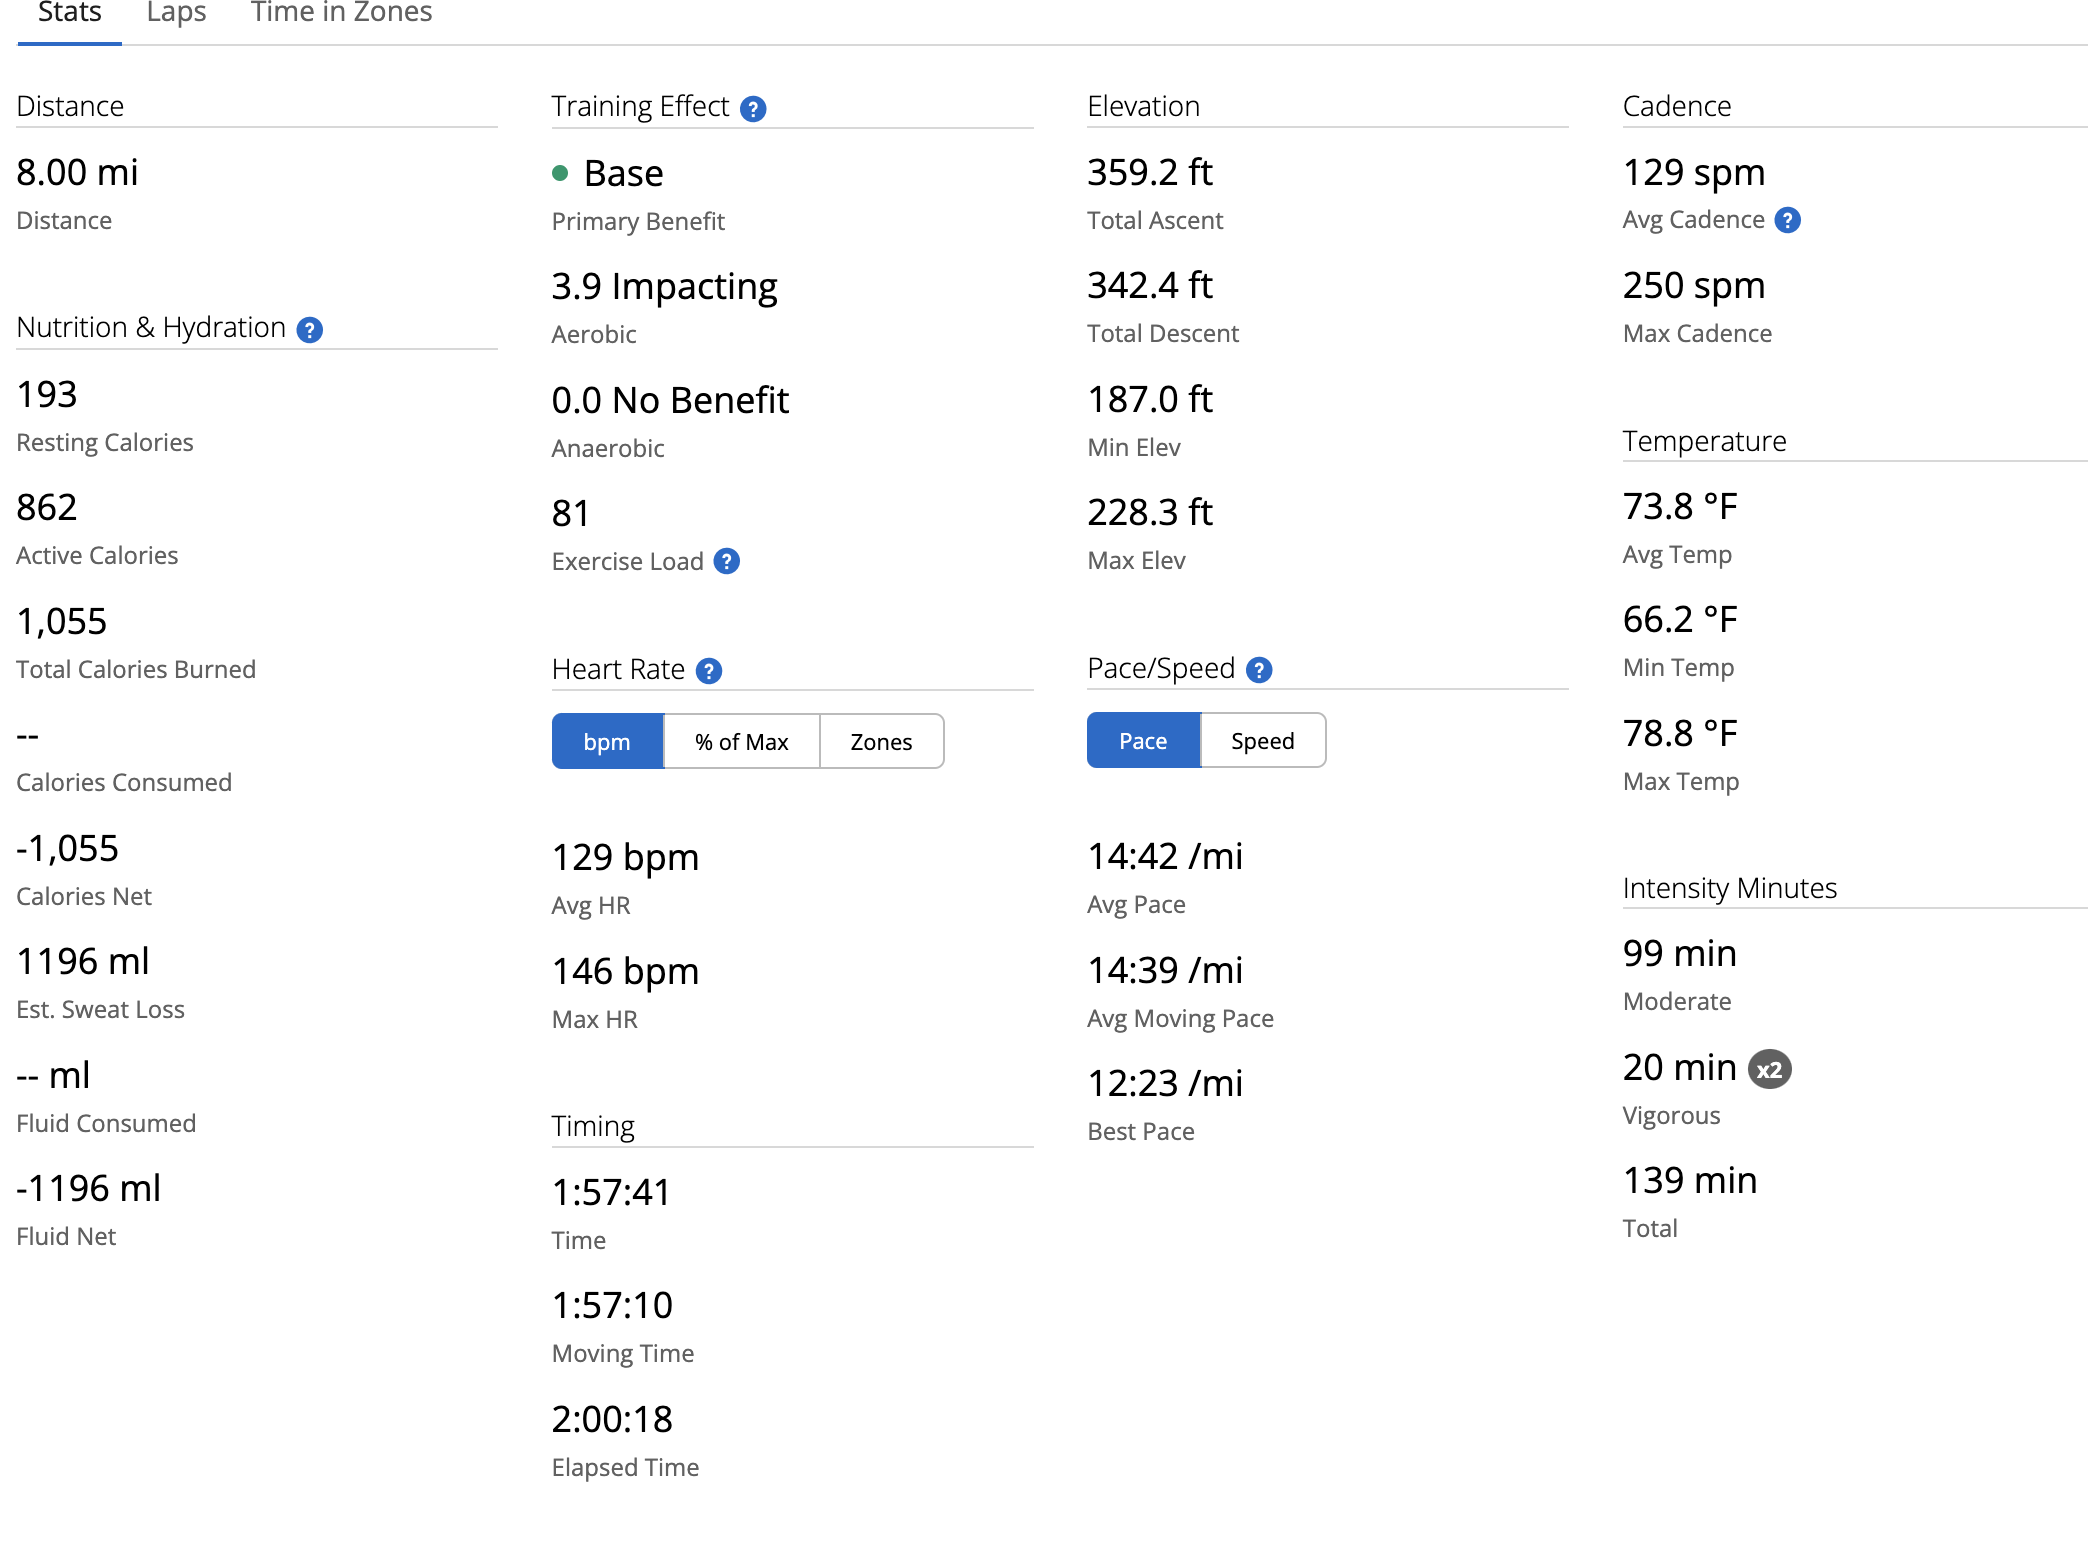 Stats Laps Time in Zones
Distance
8.00 mi
Distance
Nutrition & Hydration ?
193
Resting Calories
862
Active Calories
1,055
Total Calories Burned
--
Calories Consumed
-1,055
Calories Net
1196 ml
Est. Sweat Loss
-- ml
Fluid Consumed
-1196 ml
Fluid Net
Training Effect ?
Base
Primary Benefit
3.9 Impacting
Aerobic
0.0 No Benefit
Anaerobic
81
Exercise Load ?
Heart Rate ?
bpm % of Max Zones
129 bpm
Avg HR
146 bpm
Max HR
Timing
1:57:41
Time
1:57:10
Moving Time
2:00:18
Elapsed Time
Elevation
359.2 ft
Total Ascent
342.4 ft
Total Descent
187.0 ft
Min Elev
228.3 ft
Max Elev
Pace/Speed ?
Pace Speed
14:42 /mi
Avg Pace
14:39 /mi
Avg Moving Pace
12:23 /mi
Best Pace
Cadence
129 spm
Avg Cadence ?
250 spm
Max Cadence
Temperature
73.8 °F
Avg Temp
66.2 °F
Min Temp
78.8 °F
Max Temp
Intensity Minutes
99 min
Moderate
20 min x2
Vigorous
139 min
Total